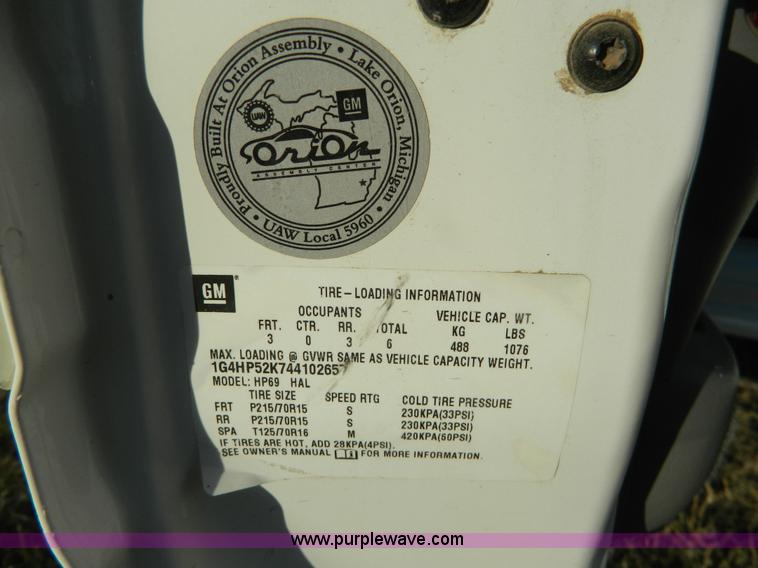 Proudly Built At Orion Assembly • Lake Orion, Michigan
• UAW Local 5960 •
UAW
GM
Orion
ASSEMBLY CENTER
GM
TIRE-LOADING INFORMATION
OCCUPANTS VEHICLE CAP. WT.
FRT. CTR. RR. TOTAL KG LBS
3 0 3 6 488 1076
MAX. LOADING @ GVWR SAME AS VEHICLE CAPACITY WEIGHT.
1G4HP52K744102657
MODEL: HP69 HAL
TIRE SIZE SPEED RTG COLD TIRE PRESSURE
FRT P215/70R15 S 230KPA(33PSI)
RR P215/70R15 S 230KPA(33PSI)
SPA T125/70R16 M 420KPA(60PSI)
IF TIRES ARE HOT, ADD 28KPA(4PSI).
SEE OWNER'S MANUAL FOR MORE INFORMATION.
www.purplewave.com